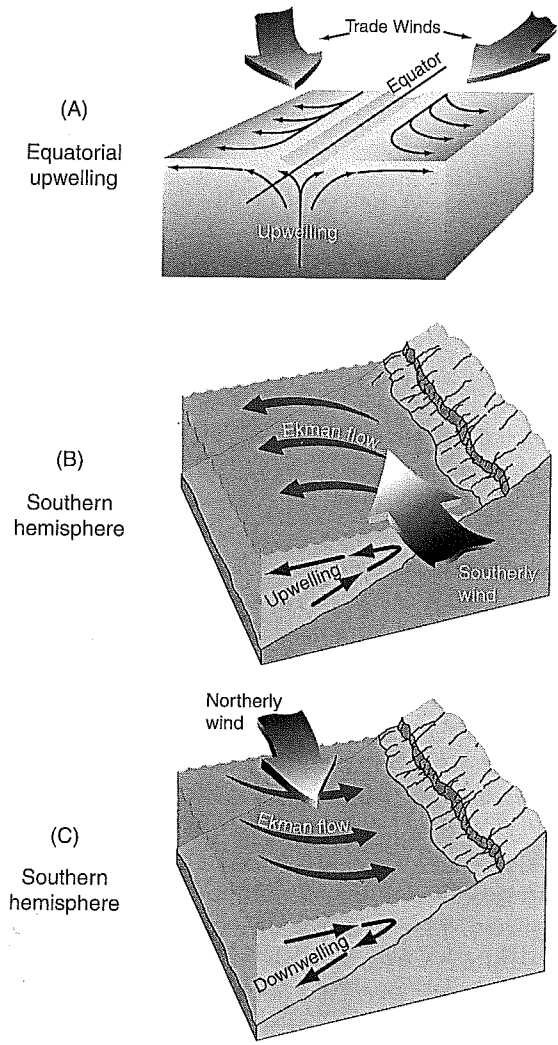 Trade Winds
Equator
(A)
Equatorial
upwelling
Upwelling
(B)
Southern
hemisphere
Ekman flow
Upwelling
Southerly
wind
Northerly
wind
(C)
Southern
hemisphere
Ekman flow
Downwelling